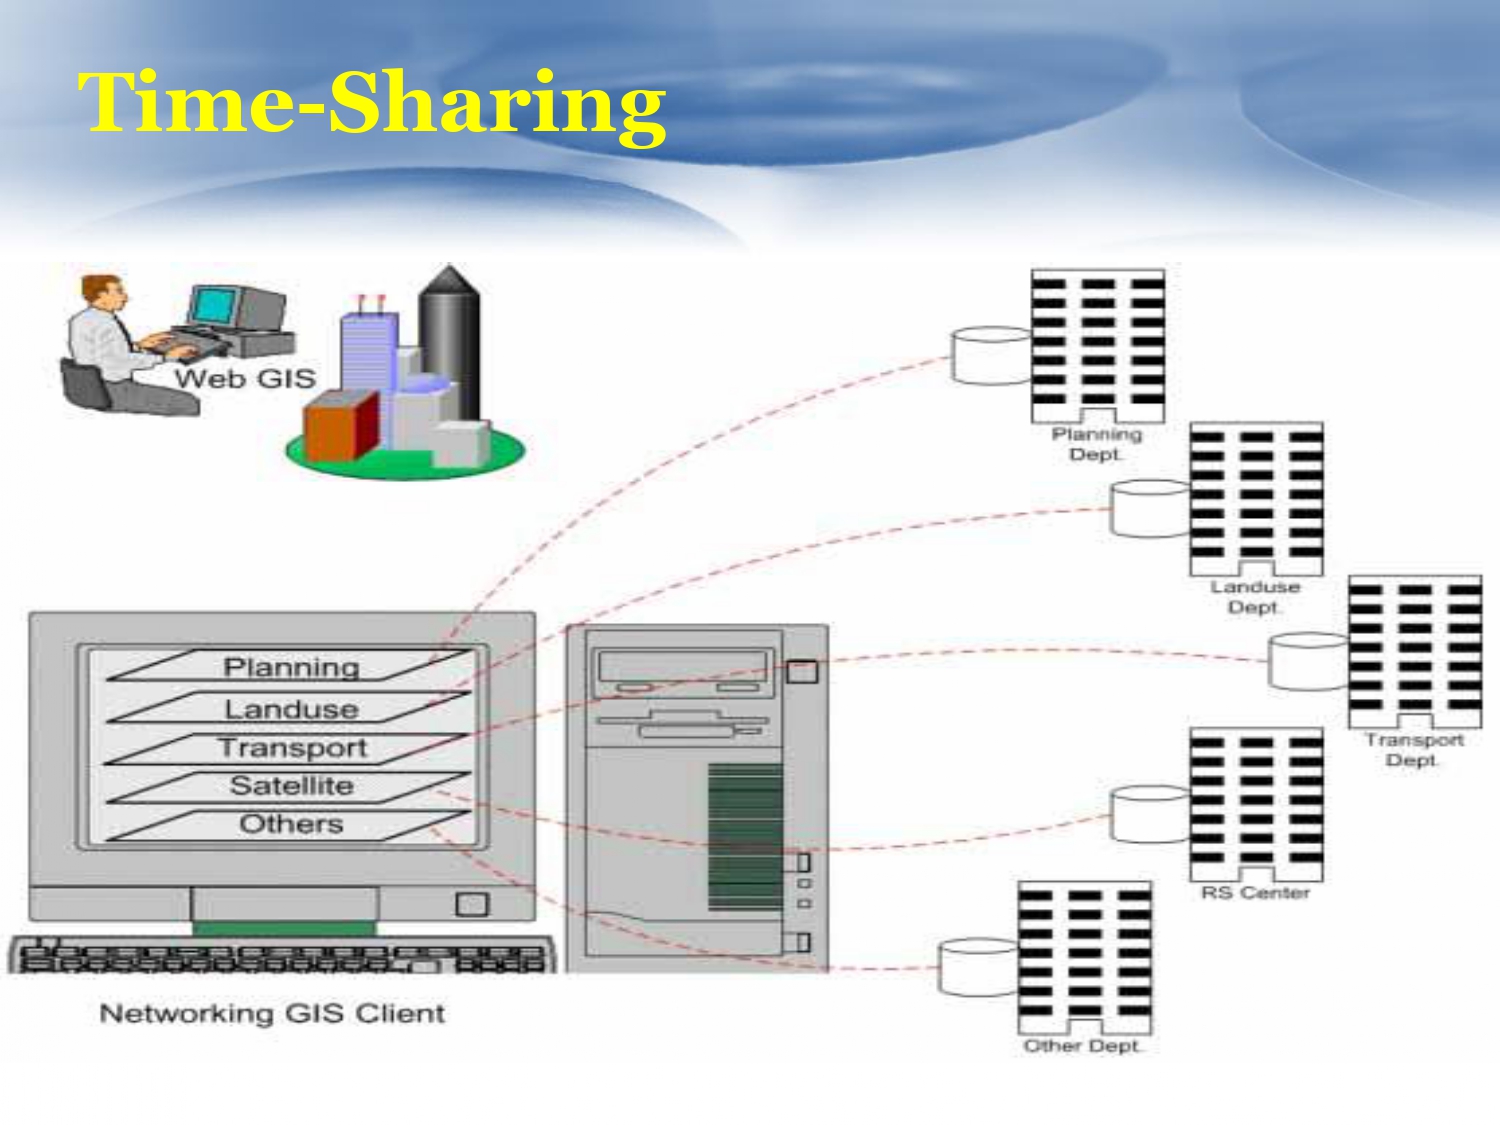 Time-Sharing
Web GIS
Planning
Dept.
Landuse
Dept.
Planning
Landuse
Transport
Satellite
Others
Transport
Dept.
RS Center
Networking GIS Client
Other Dept.